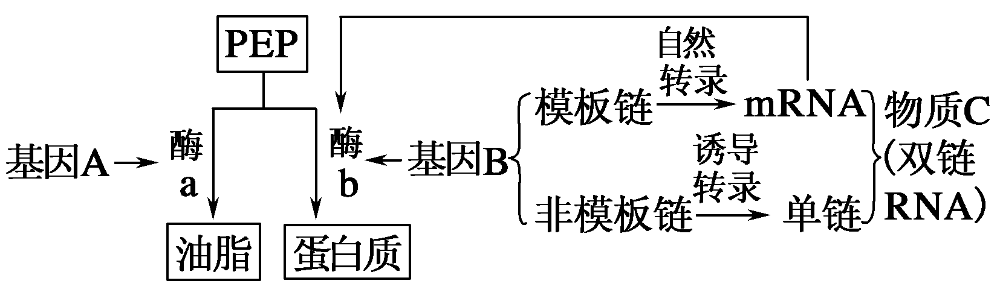 PEP
自然
转录
模板链
mRNA
物质C
(双链
RNA)
基因A
酶
a
酶
b
基因B
诱导
转录
非模板链
单链
油脂
蛋白质